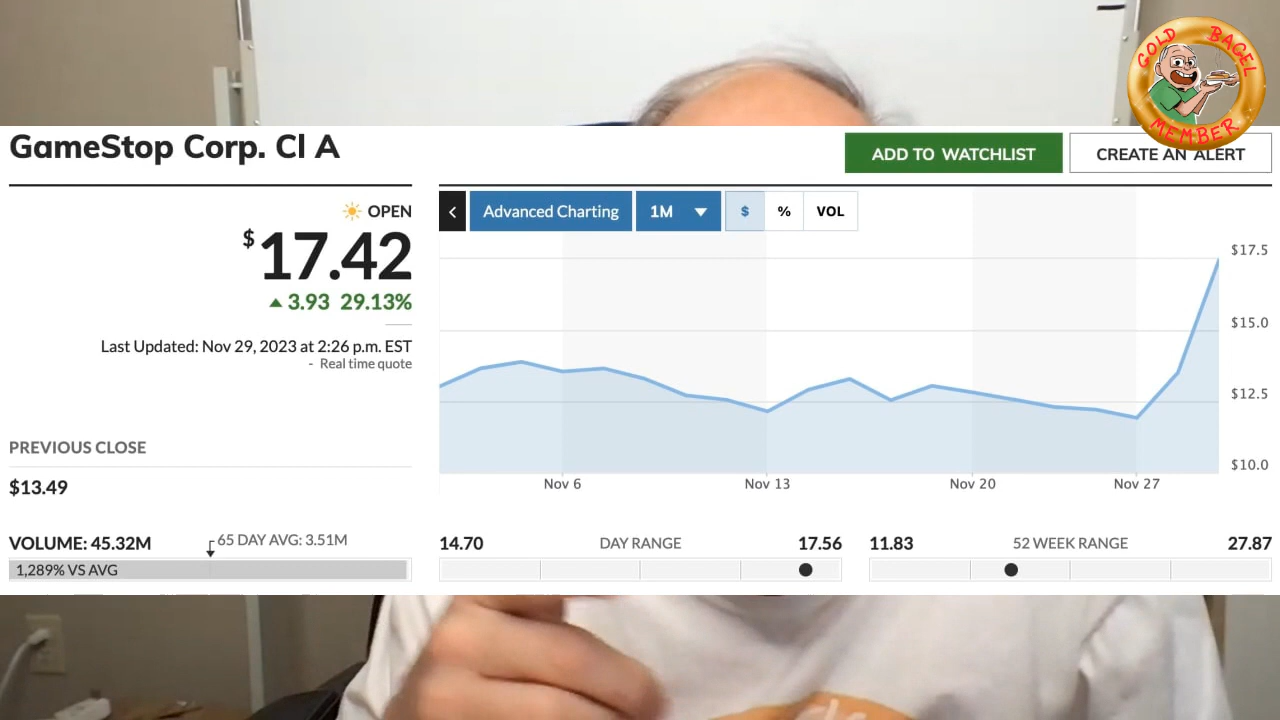 GOLD BAGEL
MEMBER
GameStop Corp. Cl A
ADD TO WATCHLIST
CREATE AN ALERT
OPEN
$17.42
3.93 29.13%
Last Updated: Nov 29, 2023 at 2:26 p.m. EST
- Real time quote
PREVIOUS CLOSE
$13.49
VOLUME: 45.32M
65 DAY AVG: 3.51M
1,289% VS AVG
Advanced Charting
1M
$
%
VOL
$17.5
$15.0
$12.5
$10.0
Nov 6
Nov 13
Nov 20
Nov 27
14.70
DAY RANGE
17.56
11.83
52 WEEK RANGE
27.87